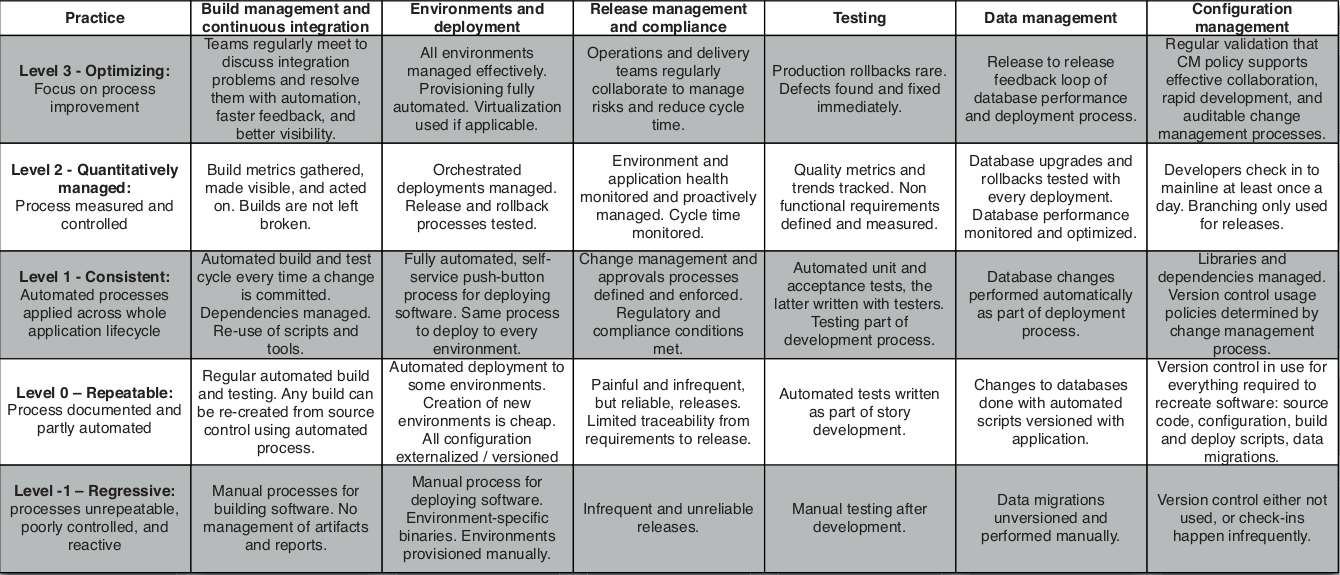 Practice
Build management and
continuous integration
Environments and
deployment
Release management
and compliance
Testing
Data management
Configuration
management
Level 3 - Optimizing:
Focus on process
improvement
Teams regularly meet to
discuss integration
problems and resolve
them with automation,
faster feedback, and
better visibility.
All environments
managed effectively.
Provisioning fully
automated. Virtualization
used if applicable.
Operations and delivery
teams regularly
collaborate to manage
risks and reduce cycle
time.
Production rollbacks rare.
Defects found and fixed
immediately.
Release to release
feedback loop of
database performance
and deployment process.
Regular validation that
CM policy supports
effective collaboration,
rapid development, and
auditable change
management processes.
Level 2 - Quantitatively
managed:
Process measured and
controlled
Build metrics gathered,
made visible, and acted
on. Builds are not left
broken.
Orchestrated
deployments managed.
Release and rollback
processes tested.
Environment and
application health
monitored and proactively
managed. Cycle time
monitored.
Quality metrics and
trends tracked. Non
functional requirements
defined and measured.
Database upgrades and
rollbacks tested with
every deployment.
Database performance
monitored and optimized.
Developers check in to
mainline at least once a
day. Branching only used
for releases.
Level 1 - Consistent:
Automated processes
applied across whole
application lifecycle
Automated build and test
cycle every time a change
is committed.
Dependencies managed.
Re-use of scripts and
tools.
Fully automated, self-
service push-button
process for deploying
software. Same process
to deploy to every
environment.
Change management and
approvals processes
defined and enforced.
Regulatory and
compliance conditions
met.
Automated unit and
acceptance tests, the
latter written with testers.
Testing part of
development process.
Database changes
performed automatically
as part of deployment
process.
Libraries and
dependencies managed.
Version control usage
policies determined by
change management
process.
Level 0 – Repeatable:
Process documented and
partly automated
Regular automated build
and testing. Any build can
be re-created from source
control using automated
process.
Automated deployment to
some environments.
Creation of new
environments is cheap.
All configuration
externalized / versioned
Painful and infrequent,
but reliable, releases.
Limited traceability from
requirements to release.
Automated tests written
as part of story
development.
Changes to databases
done with automated
scripts versioned with
application.
Version control in use for
everything required to
recreate software: source
code, configuration, build
and deploy scripts, data
migrations.
Level -1 – Regressive:
processes unrepeatable,
poorly controlled, and
reactive
Manual processes for
building software. No
management of artifacts
and reports.
Manual process for
deploying software.
Environment-specific
binaries. Environments
provisioned manually.
Infrequent and unreliable
releases.
Manual testing after
development.
Data migrations
unversioned and
performed manually.
Version control either not
used, or check-ins
happen infrequently.